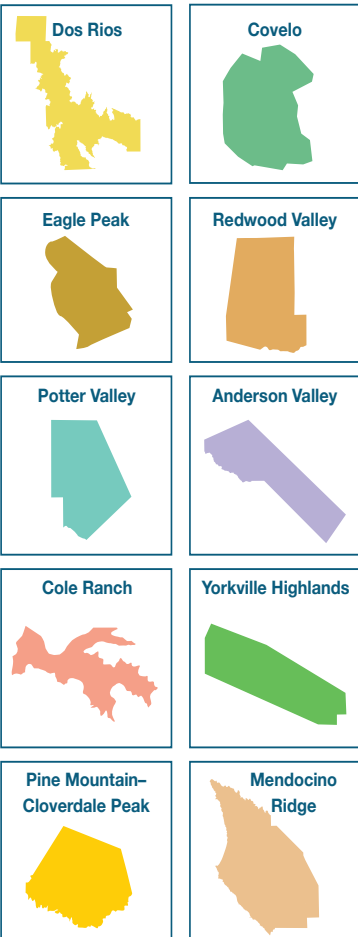 Dos Rios
Covelo
Eagle Peak
Redwood Valley
Potter Valley
Anderson Valley
Cole Ranch
Yorkville Highlands
Pine Mountain–
Cloverdale Peak
Mendocino
Ridge